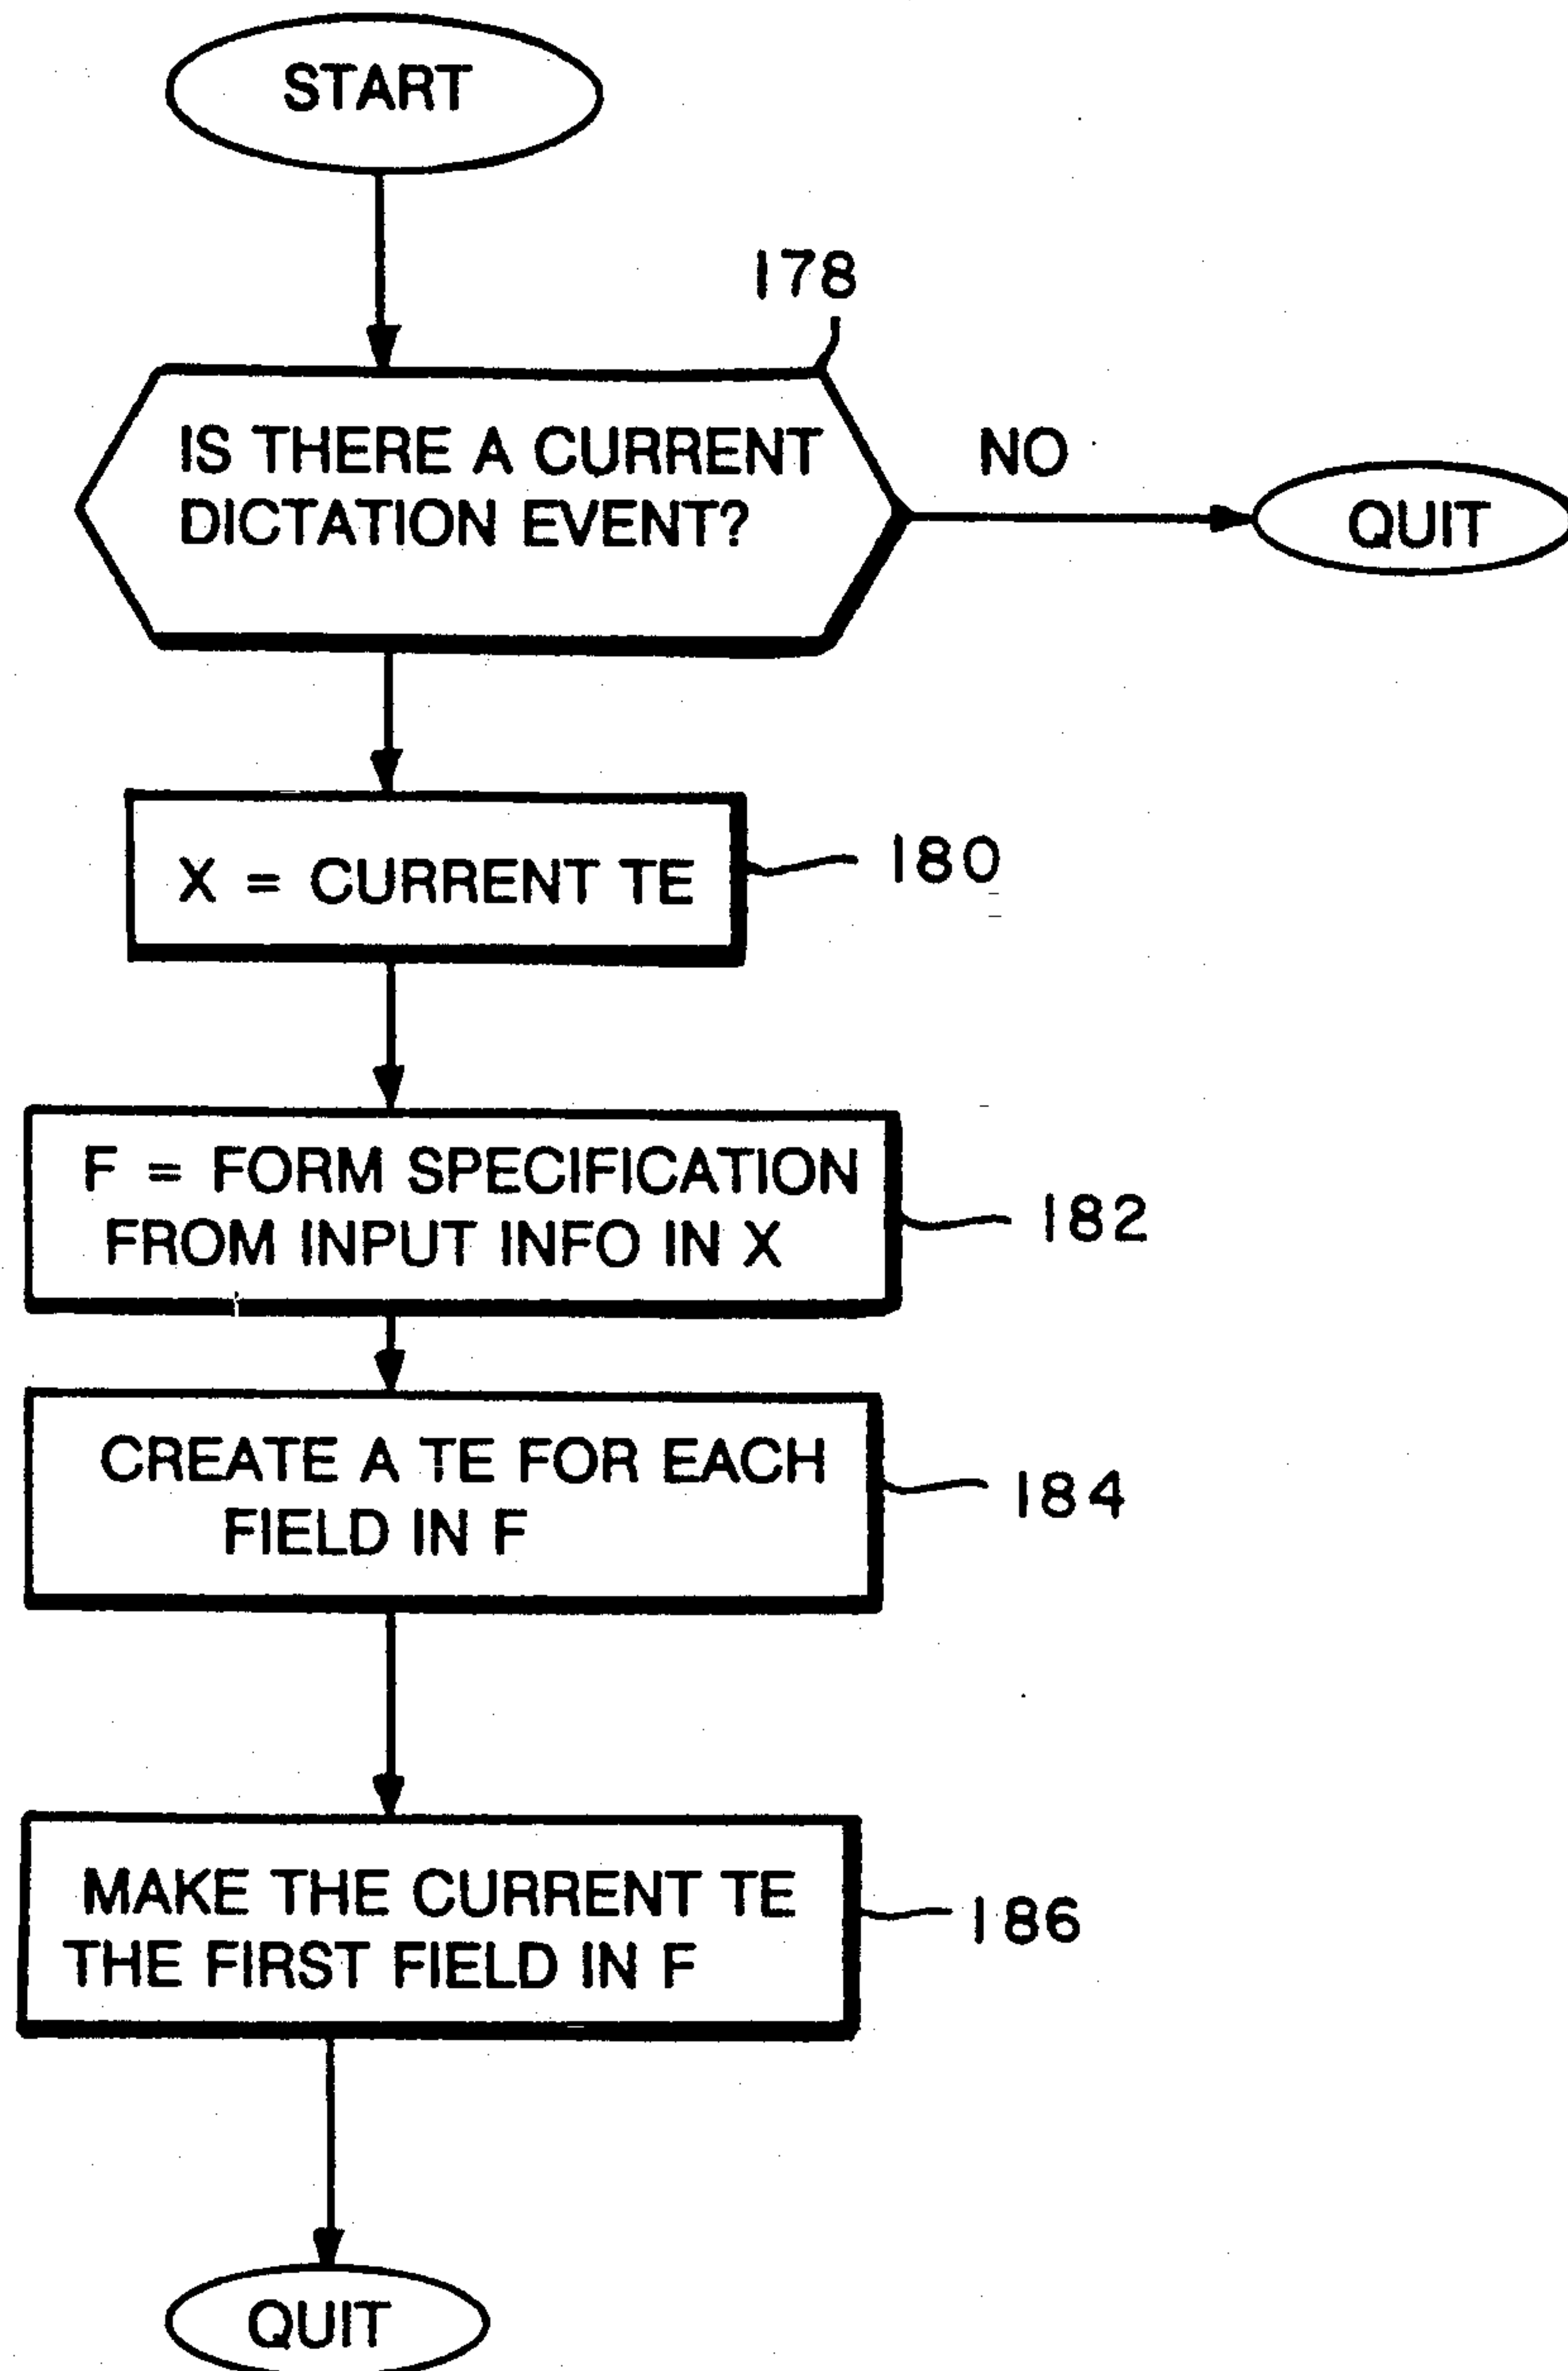 START
178
IS THERE A CURRENT
DICTATION EVENT?
NO
QUIT
X = CURRENT TE
180
F = FORM SPECIFICATION
FROM INPUT INFO IN X
182
CREATE A TE FOR EACH
FIELD IN F
184
MAKE THE CURRENT TE
THE FIRST FIELD IN F
186
QUIT